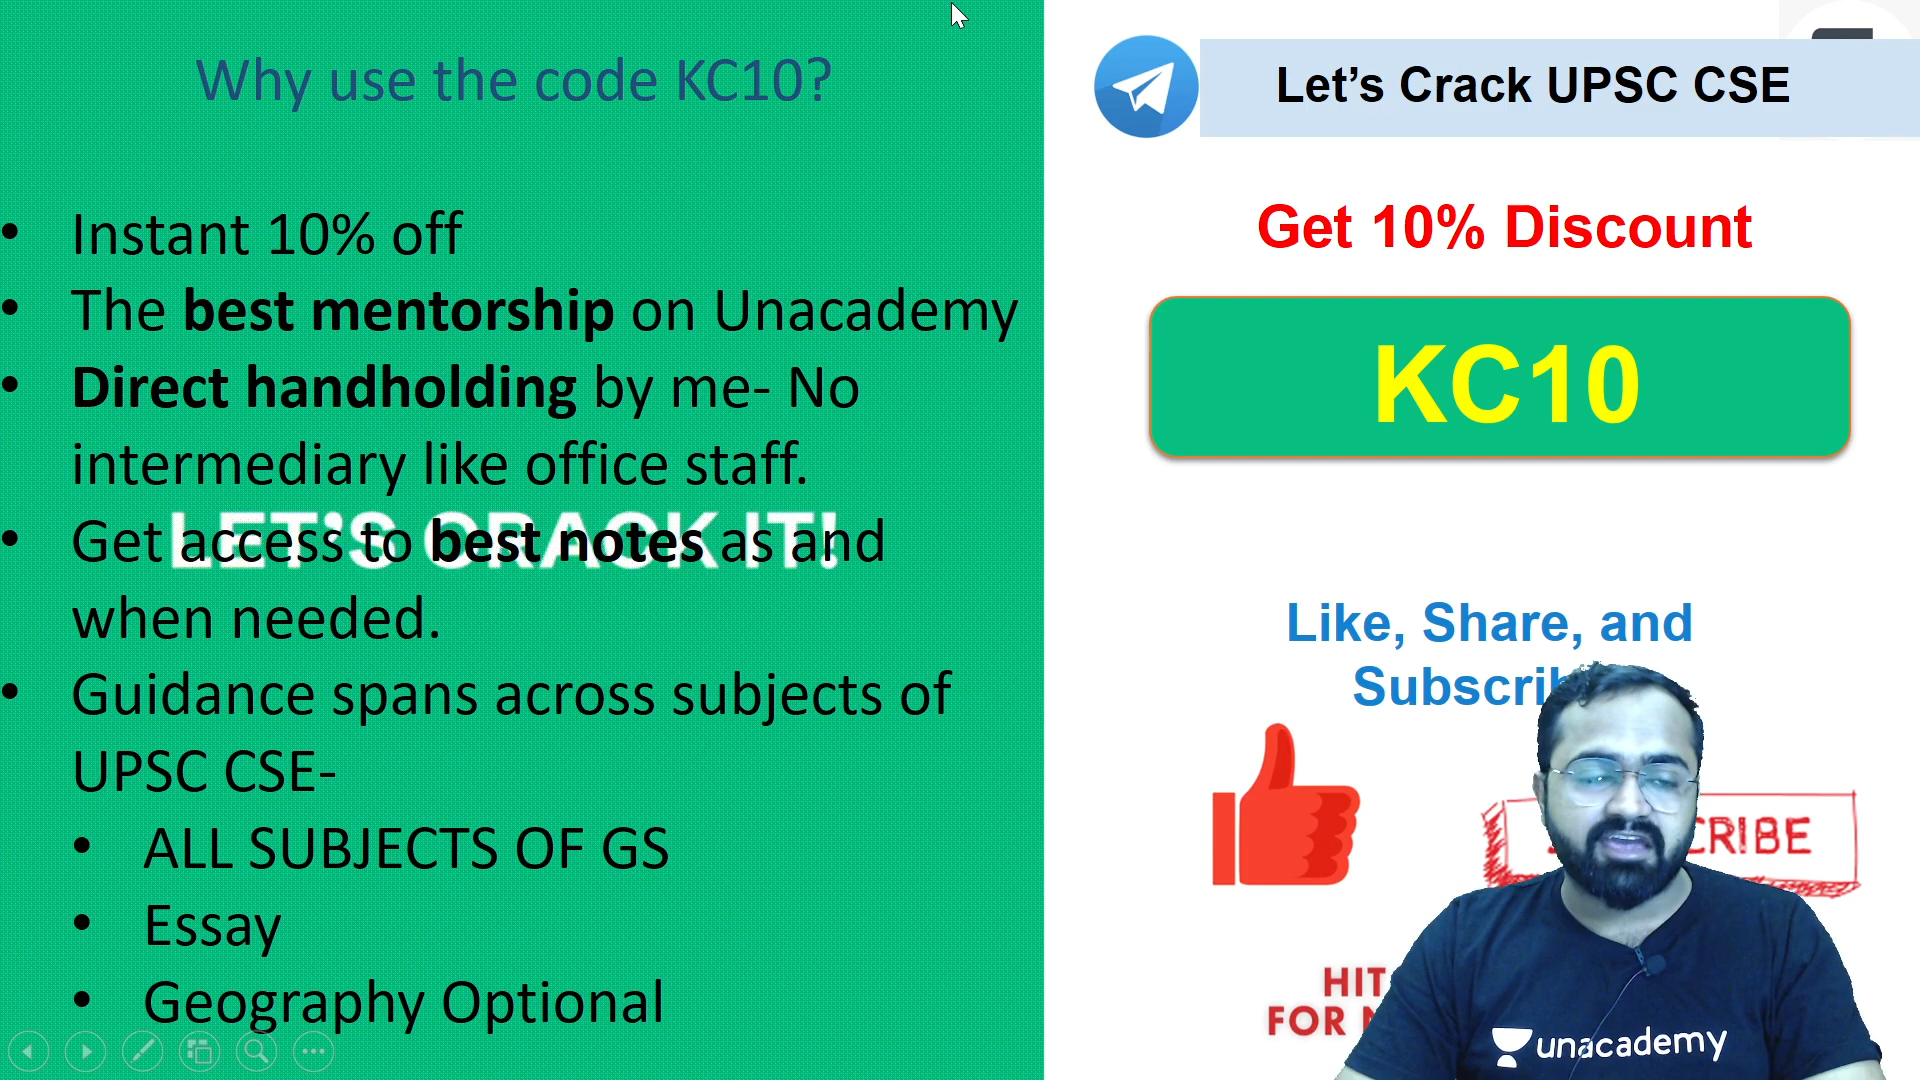 Why use the code KC10?
• Instant 10% off
• The best mentorship on Unacademy
• Direct handholding by me- No
intermediary like office staff.
LET'S CRACK IT!
• Get access to best notes as and
when needed.
• Guidance spans across subjects of
UPSC CSE-
• ALL SUBJECTS OF GS
• Essay
• Geography Optional
Let’s Crack UPSC CSE
Get 10% Discount
KC10
Like, Share, and
HIT
FOR
unacademy